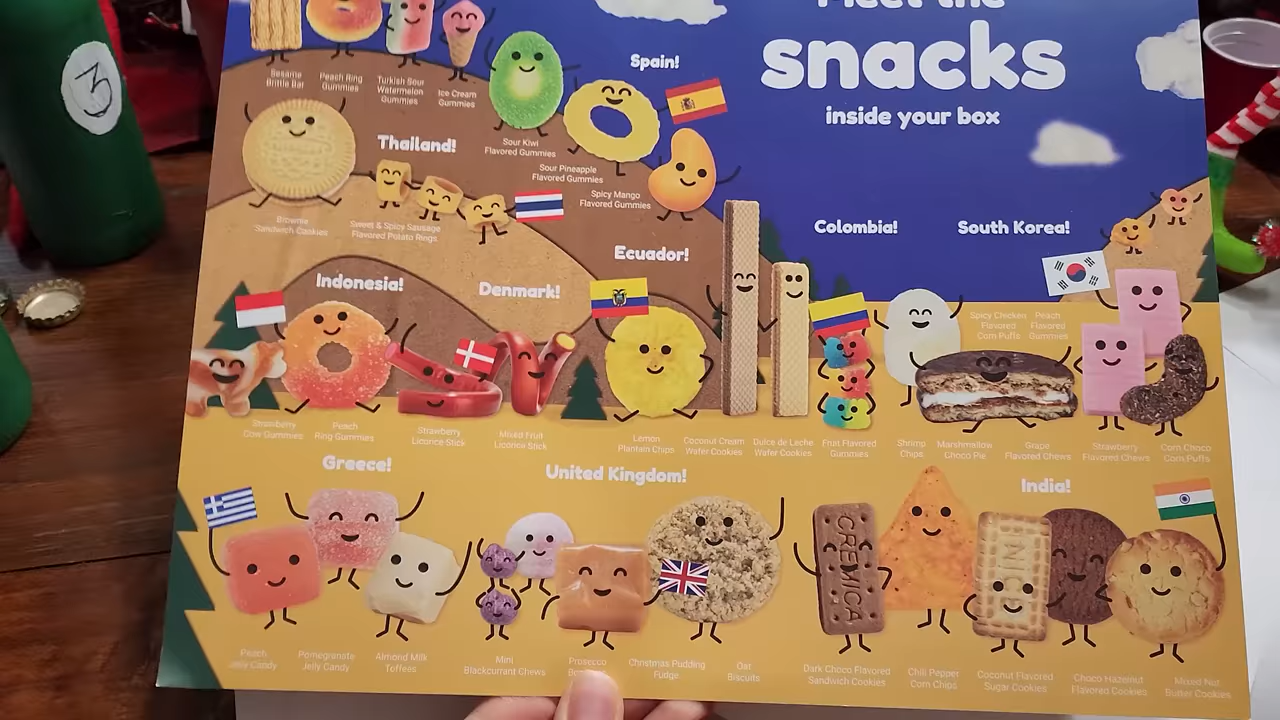 Meet the
snacks
inside your box
3
Sesame
Brittle Bar
Peach Ring
Gummies
Turkish Sour
Watermelon
Gummies
Ice Cream
Gummies
Spain!
Sour Kiwi
Flavored Gummies
Sour Pineapple
Flavored Gummies
Spicy Mango
Flavored Gummies
Thailand!
Brownie
Sandwich Cookies
Sweet & Spicy Sausage
Flavored Potato Rings
Colombia!
South Korea!
Ecuador!
Indonesia!
Denmark!
Spicy Chicken
Flavored
Corn Puffs
Peach
Flavored
Gummies
Strawberry
Cow Gummies
Peach
Ring Gummies
Strawberry
Licorice Stick
Mixed Fruit
Licorice Stick
Lemon
Plantain Chips
Coconut Cream
Wafer Cookies
Dulce de Leche
Wafer Cookies
Fruit Flavored
Gummies
Shrimp
Chips
Marshmallow
Choco Pie
Grape
Flavored Chews
Strawberry
Flavored Chews
Corn Choco
Corn Puffs
Greece!
United Kingdom!
India!
CREMICA
NICE
Peach
Jelly Candy
Pomegranate
Jelly Candy
Almond Milk
Toffees
Mini
Blackcurrant Chews
Prosecco
Christmas Pudding
Fudge
Oat
Biscuits
Dark Choco Flavored
Sandwich Cookies
Chili Pepper
Corn Chips
Coconut Flavored
Sugar Cookies
Choco Hazelnut
Flavored Cookies
Mixed Nut
Butter Cookies